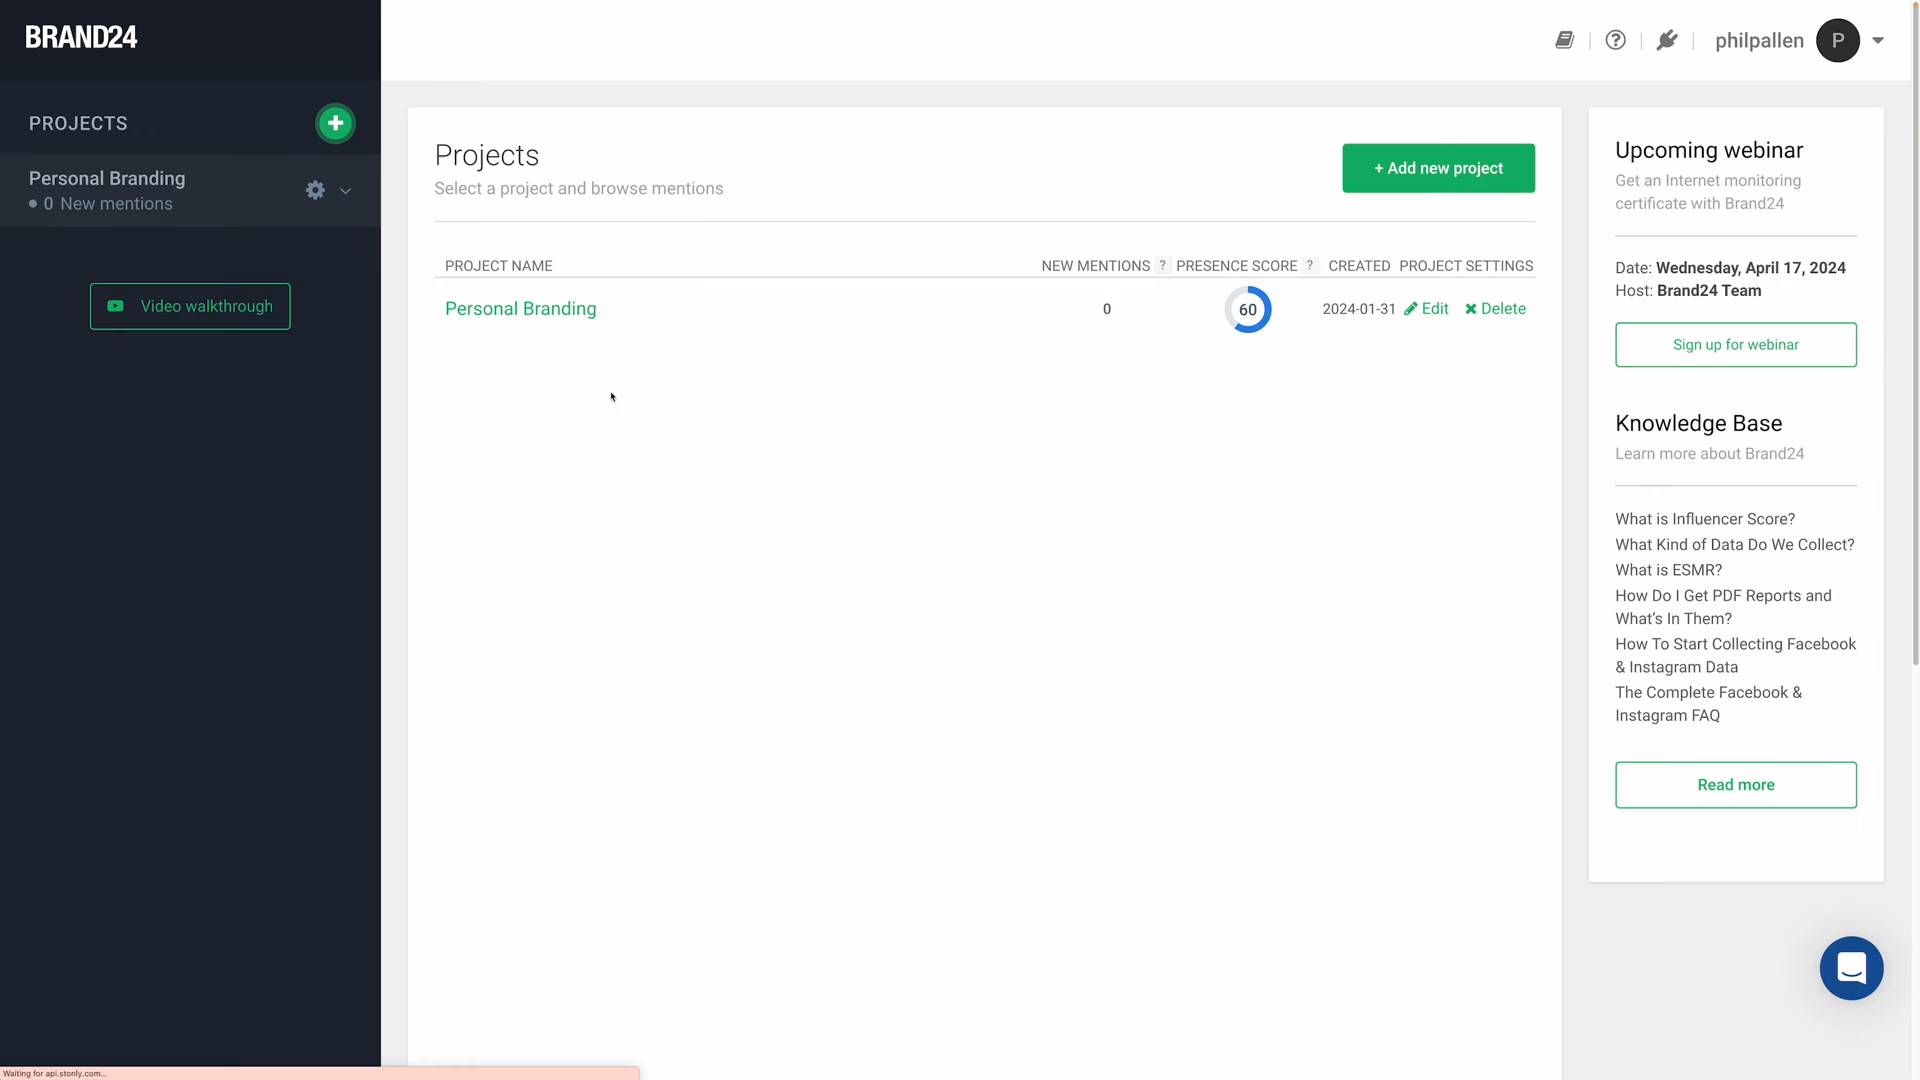 BRAND24
philpallen
P
PROJECTS
Personal Branding
0 New mentions
Video walkthrough
Projects
Select a project and browse mentions
+ Add new project
PROJECT NAME
NEW MENTIONS ?
PRESENCE SCORE ?
CREATED
PROJECT SETTINGS
Personal Branding
0
60
2024-01-31
Edit
Delete
Upcoming webinar
Get an Internet monitoring
certificate with Brand24
Date: Wednesday, April 17, 2024
Host: Brand24 Team
Sign up for webinar
Knowledge Base
Learn more about Brand24
What is Influencer Score?
What Kind of Data Do We Collect?
What is ESMR?
How Do I Get PDF Reports and
What’s In Them?
How To Start Collecting Facebook
& Instagram Data
The Complete Facebook &
Instagram FAQ
Read more
Waiting for api.stonly.com...